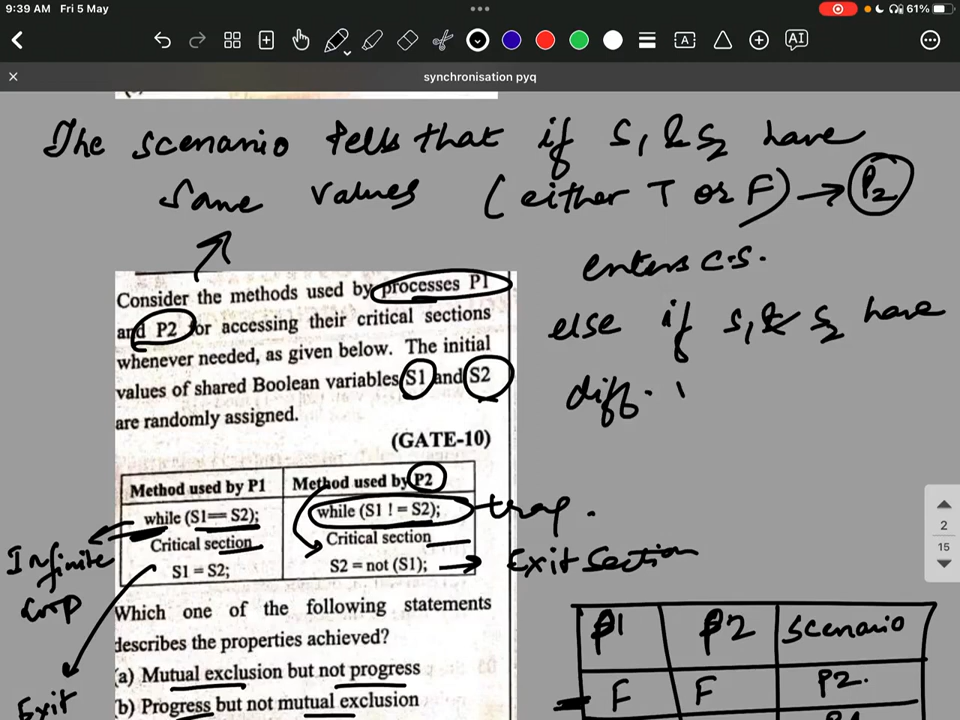 9:39 AM Fri 5 May
61%
synchronisation pyq
The scenario tells that if S1 & S2 have
same values (either T or F) → P2
enters c.s.
else if S1 & S2 have
diff.
Consider the methods used by processes P1
and P2 for accessing their critical sections
whenever needed, as given below. The initial
values of shared Boolean variables S1 and S2
are randomly assigned.
(GATE-10)
Method used by P1
while (S1== S2);
Critical section
S1 = S2;
Method used by P2
while (S1 ! = S2);
Critical section
S2 = not (S1);
trap.
Exit section
Infinite
loop
Exit
Which one of the following statements
describes the properties achieved?
(a) Mutual exclusion but not progress
(b) Progress but not mutual exclusion
P1 P2 Scenario
F F P2.
2
15